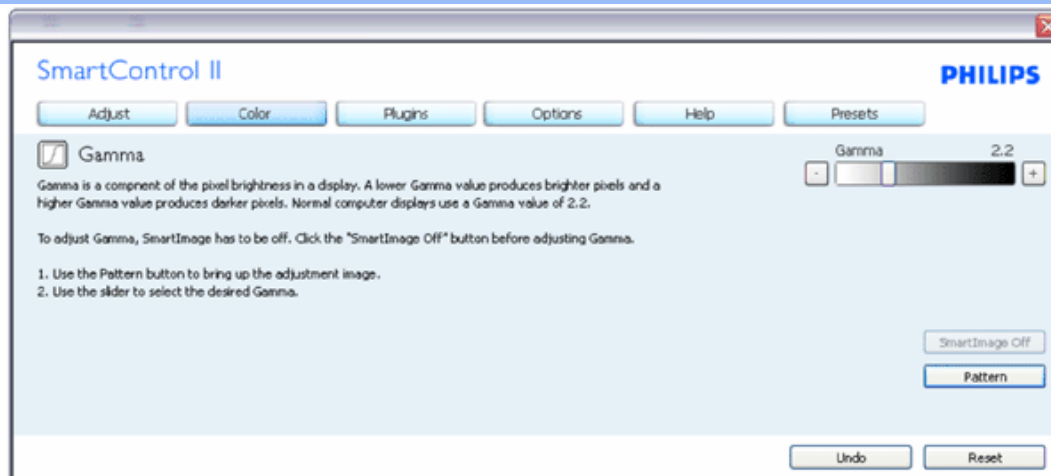 SmartControl II
PHILIPS
Adjust
Color
Plugins
Options
Help
Presets
Gamma
Gamma 2.2
- +
Gamma is a compnent of the pixel brightness in a display. A lower Gamma value produces brighter pixels and a
higher Gamma value produces darker pixels. Normal computer displays use a Gamma value of 2.2.
To adjust Gamma, SmartImage has to be off. Click the "SmartImage Off" button before adjusting Gamma.
1. Use the Pattern button to bring up the adjustment image.
2. Use the slider to select the desired Gamma.
SmartImage Off
Pattern
Undo
Reset